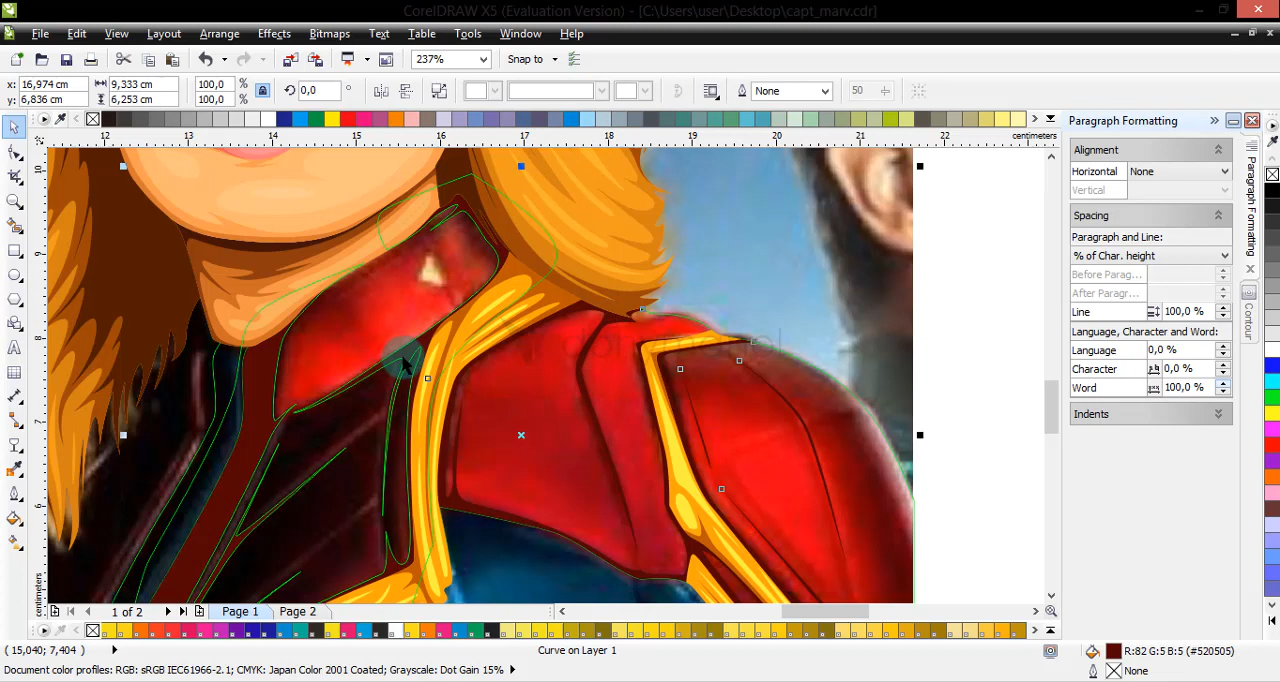 CorelDRAW X5 (Evaluation Version) - [C:\Users\user\Desktop\capt_marv.cdr]
File Edit View Layout Arrange Effects Bitmaps Text Table Tools Window Help
237% Snap to
x: 16,974 cm 9,333 cm 100,0 % 0,0 ° None 50
y: 6,836 cm 6,253 cm 100,0 %
12 13 14 15 16 17 18 19 20 21 22 centimeters
10
9
8
7
6
centimeters
Paragraph Formatting
Alignment
Horizontal None
Vertical
Spacing
Paragraph and Line:
% of Char. height
Before Parag...
After Paragr...
Line 100,0 %
Language, Character and Word:
Language 0,0 %
Character 0,0 %
Word 100,0 %
Indents
Paragraph Formatting
Contour
1 of 2 Page 1 Page 2
( 15,040; 7,404 ) Curve on Layer 1 R:82 G:5 B:5 (#520505)
Document color profiles: RGB: sRGB IEC61966-2.1; CMYK: Japan Color 2001 Coated; Grayscale: Dot Gain 15% None